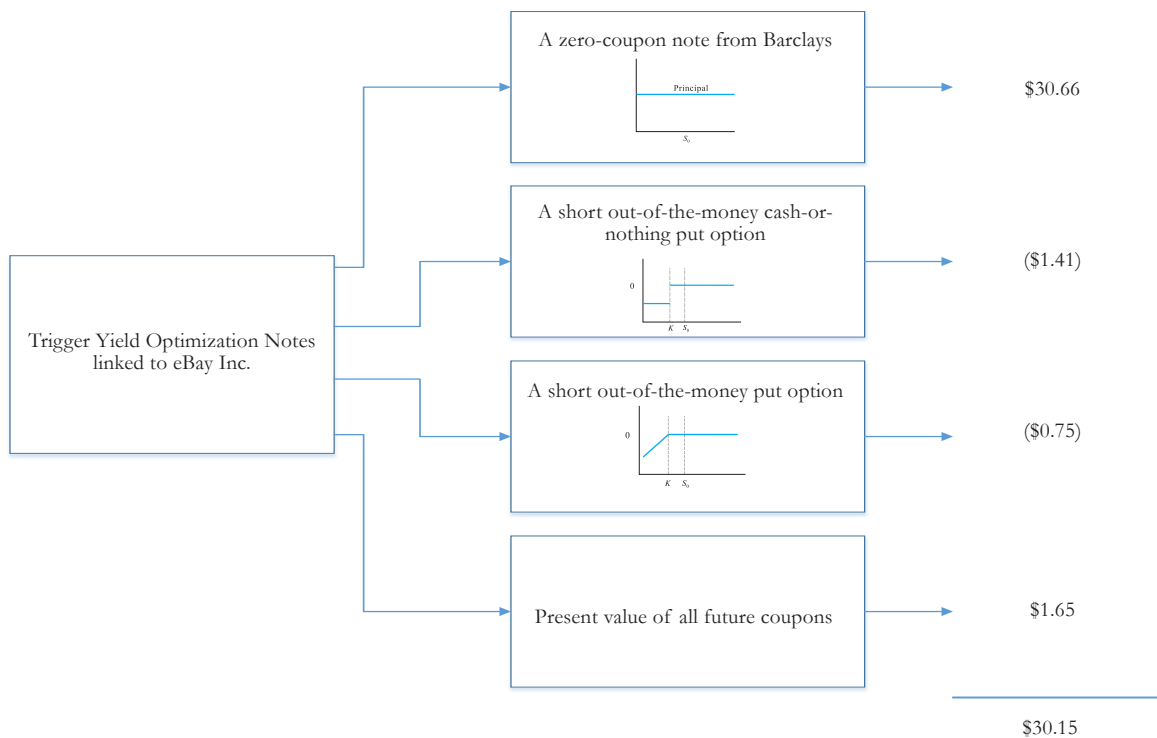 A zero-coupon note from Barclays
Principal
S₀
$30.66
A short out-of-the-money cash-or-
nothing put option
0
K S₀
($1.41)
Trigger Yield Optimization Notes
linked to eBay Inc.
A short out-of-the-money put option
0
K S₀
($0.75)
Present value of all future coupons
$1.65
$30.15